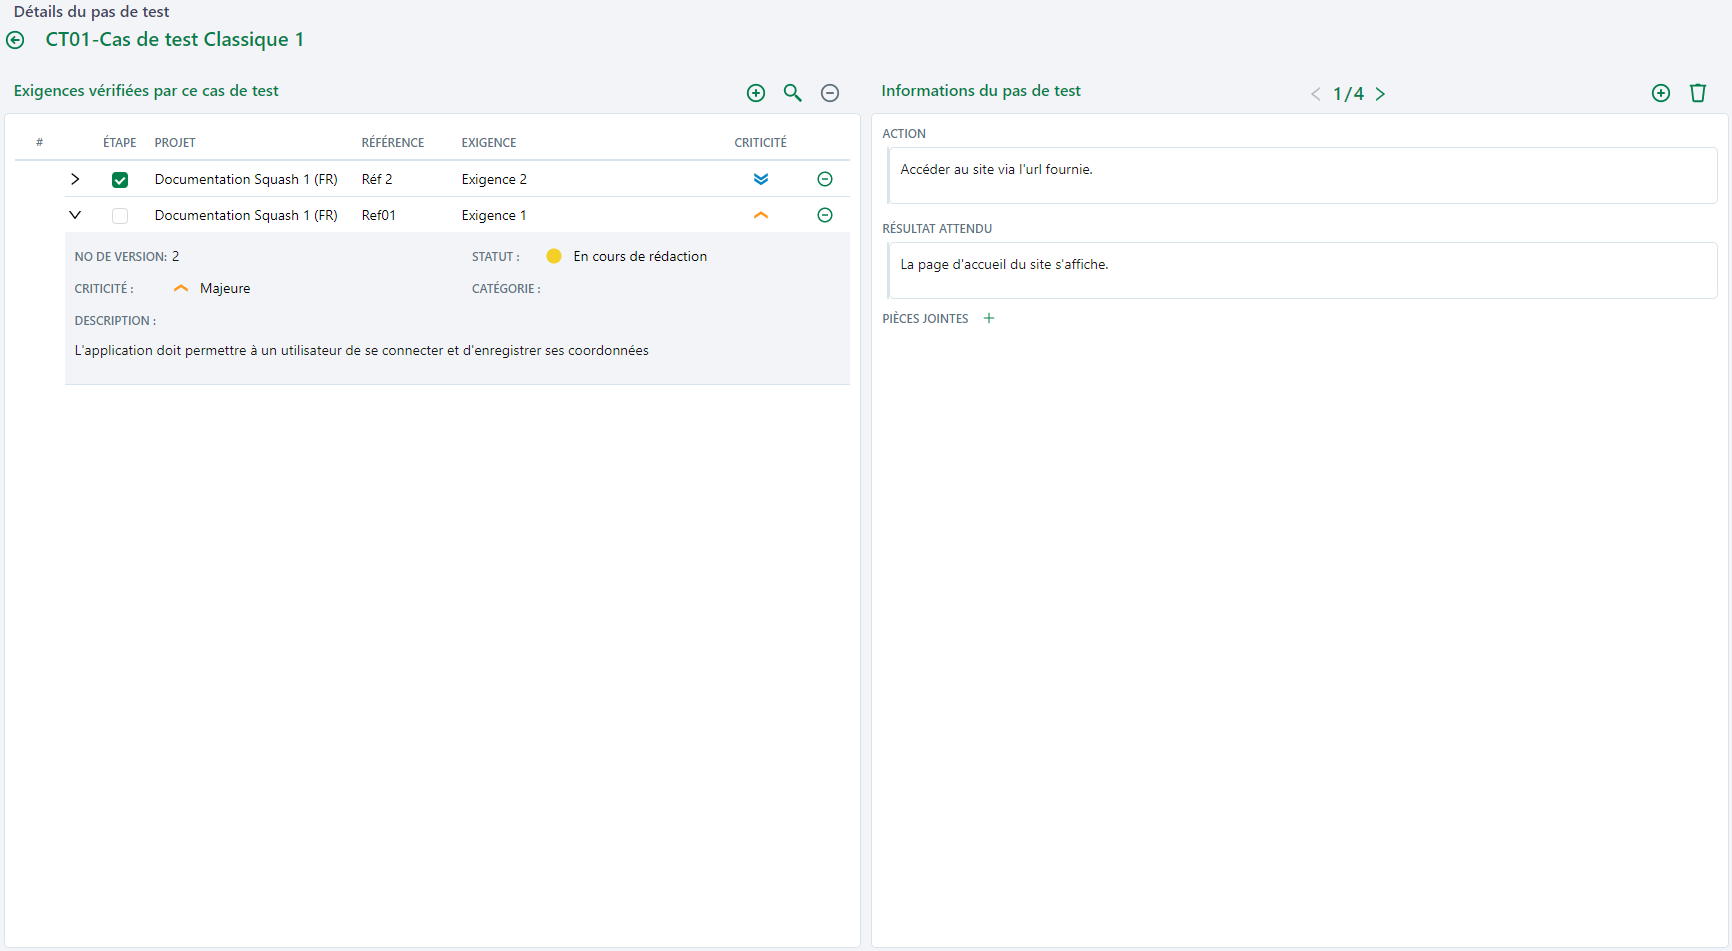 Détails du pas de test
CT01-Cas de test Classique 1
Exigences vérifiées par ce cas de test
# ÉTAPE PROJET RÉFÉRENCE EXIGENCE CRITICITÉ
Documentation Squash 1 (FR) Réf 2 Exigence 2
Documentation Squash 1 (FR) Ref01 Exigence 1
NO DE VERSION: 2 STATUT : En cours de rédaction
CRITICITÉ : Majeure CATÉGORIE :
DESCRIPTION :
L'application doit permettre à un utilisateur de se connecter et d'enregistrer ses coordonnées
Informations du pas de test
1/4
ACTION
Accéder au site via l'url fournie.
RÉSULTAT ATTENDU
La page d'accueil du site s'affiche.
PIÈCES JOINTES